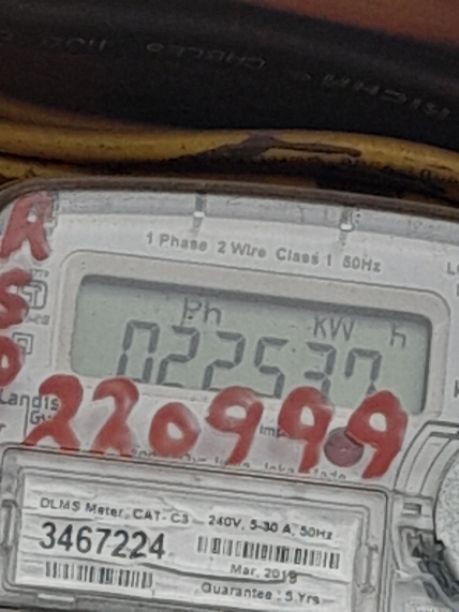 1 Phase 2 Wire Class 1 50Hz
R
S
Ph
kW h
022537
Landis
220999
DLMS Meter, CAT- C3
240V, 5-30 A, 50Hz
3467224
Mar, 2019
Guarantee : 5 Yrs